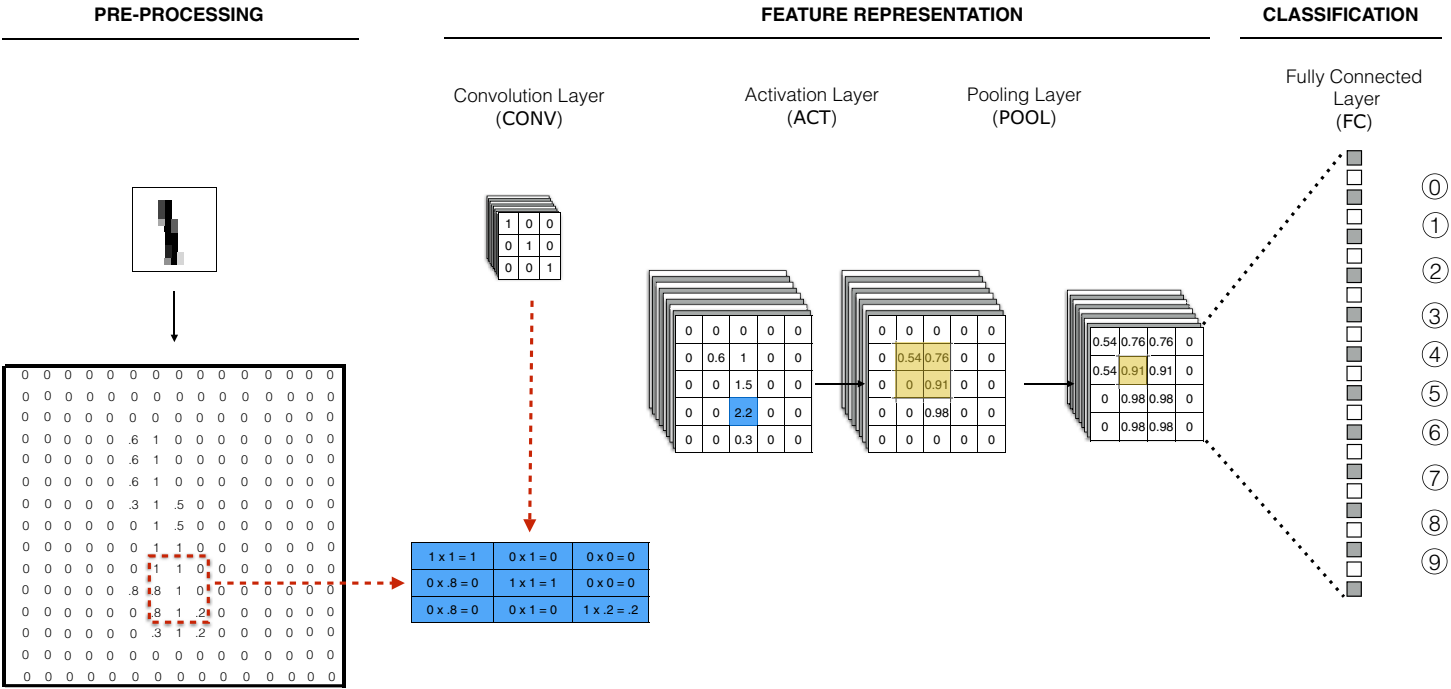 PRE-PROCESSING
FEATURE REPRESENTATION
CLASSIFICATION
Convolution Layer
(CONV)
Activation Layer
(ACT)
Pooling Layer
(POOL)
Fully Connected
Layer
(FC)
0 0 0 0 0 0 0 0 0 0 0 0 0 0 0
0 0 0 0 0 0 0 0 0 0 0 0 0 0 0
0 0 0 0 0 0 0 0 0 0 0 0 0 0 0
0 0 0 0 0 .6 1 0 0 0 0 0 0 0 0
0 0 0 0 0 .6 1 0 0 0 0 0 0 0 0
0 0 0 0 0 .6 1 0 0 0 0 0 0 0 0
0 0 0 0 0 .3 1 .5 0 0 0 0 0 0 0
0 0 0 0 0 0 1 .5 0 0 0 0 0 0 0
0 0 0 0 0 0 1 1 0 0 0 0 0 0 0
0 0 0 0 0 0 1 1 0 0 0 0 0 0 0
0 0 0 0 0 .8 .8 1 0 0 0 0 0 0 0
0 0 0 0 0 0 .8 1 .2 0 0 0 0 0 0
0 0 0 0 0 0 .3 1 .2 0 0 0 0 0 0
0 0 0 0 0 0 0 0 0 0 0 0 0 0 0
0 0 0 0 0 0 0 0 0 0 0 0 0 0 0
1 0 0
0 1 0
0 0 1
1 x 1 = 1 0 x 1 = 0 0 x 0 = 0
0 x .8 = 0 1 x 1 = 1 0 x 0 = 0
0 x .8 = 0 0 x 1 = 0 1 x .2 = .2
0 0 0 0 0
0 0.6 1 0 0
0 0 1.5 0 0
0 0 2.2 0 0
0 0 0.3 0 0
0 0 0 0 0
0 0.54 0.76 0 0
0 0 0.91 0 0
0 0 0.98 0 0
0 0 0 0 0
0.54 0.76 0.76 0
0.54 0.91 0.91 0
0 0.98 0.98 0
0 0.98 0.98 0
0
1
2
3
4
5
6
7
8
9